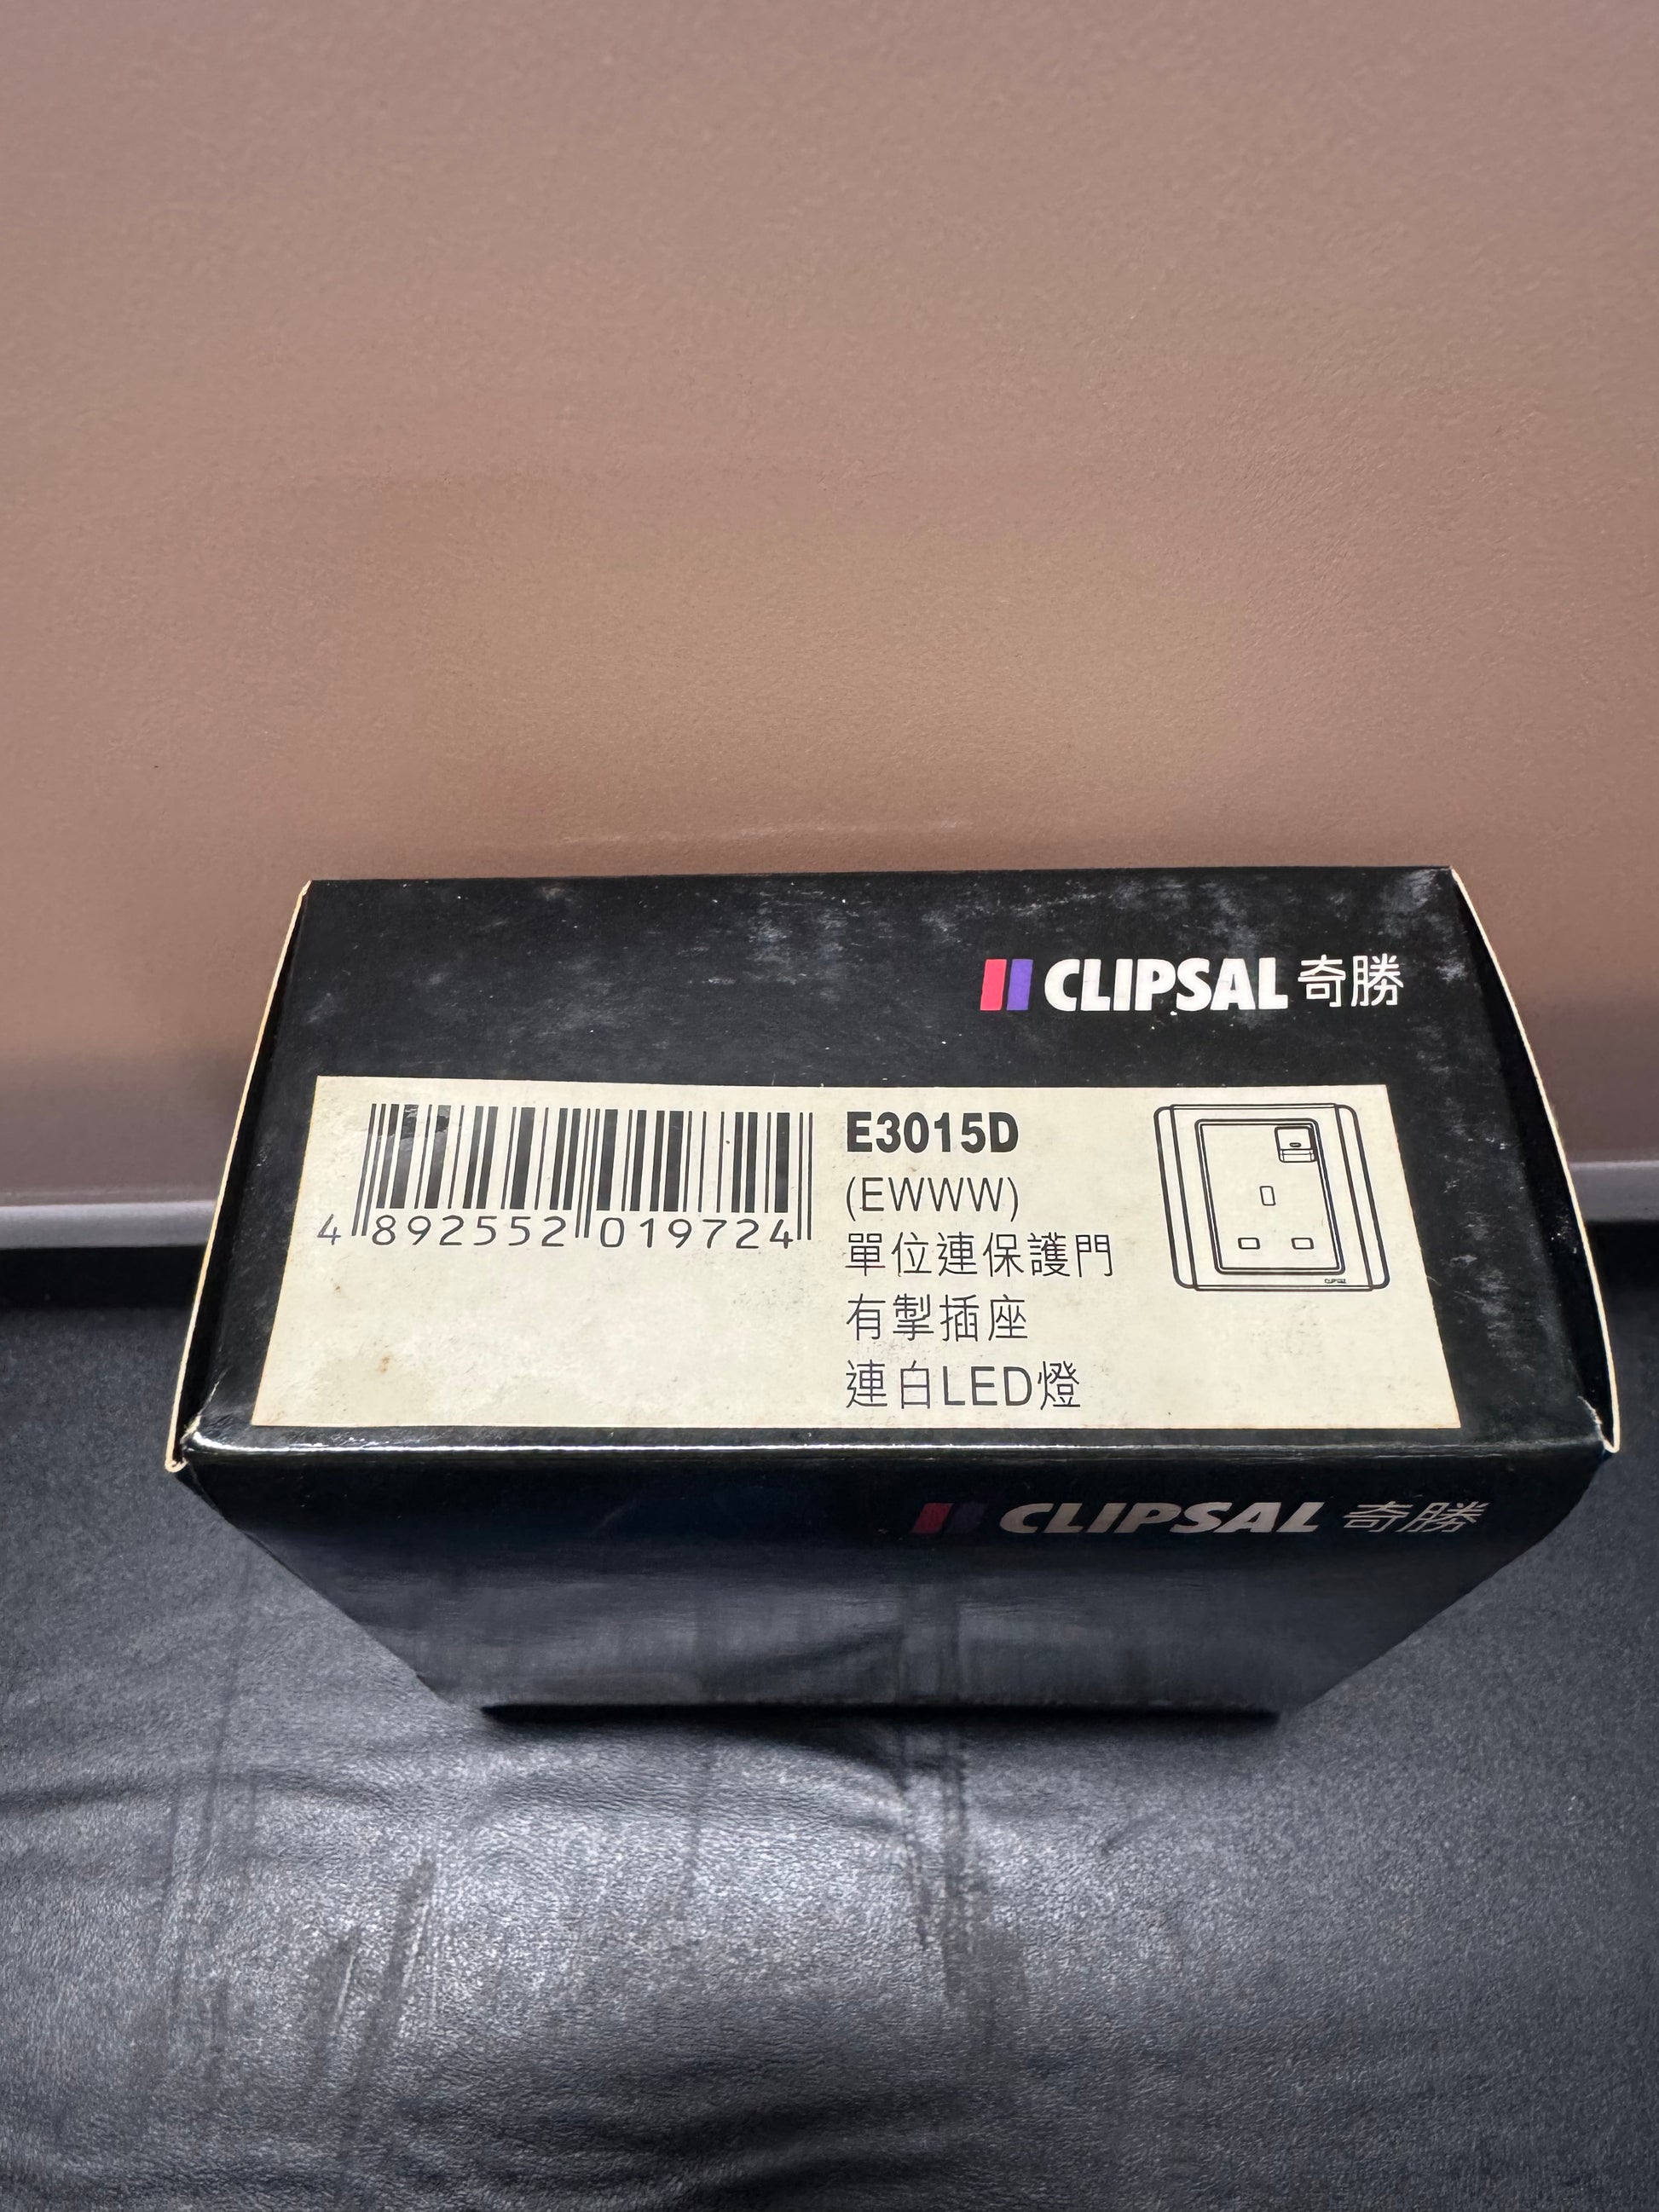 CLIPSAL 奇勝
E3015D
(EWWW)
單位連保護門
有掣插座
連白LED燈
4 892552 019724
CLIPSAL 奇勝